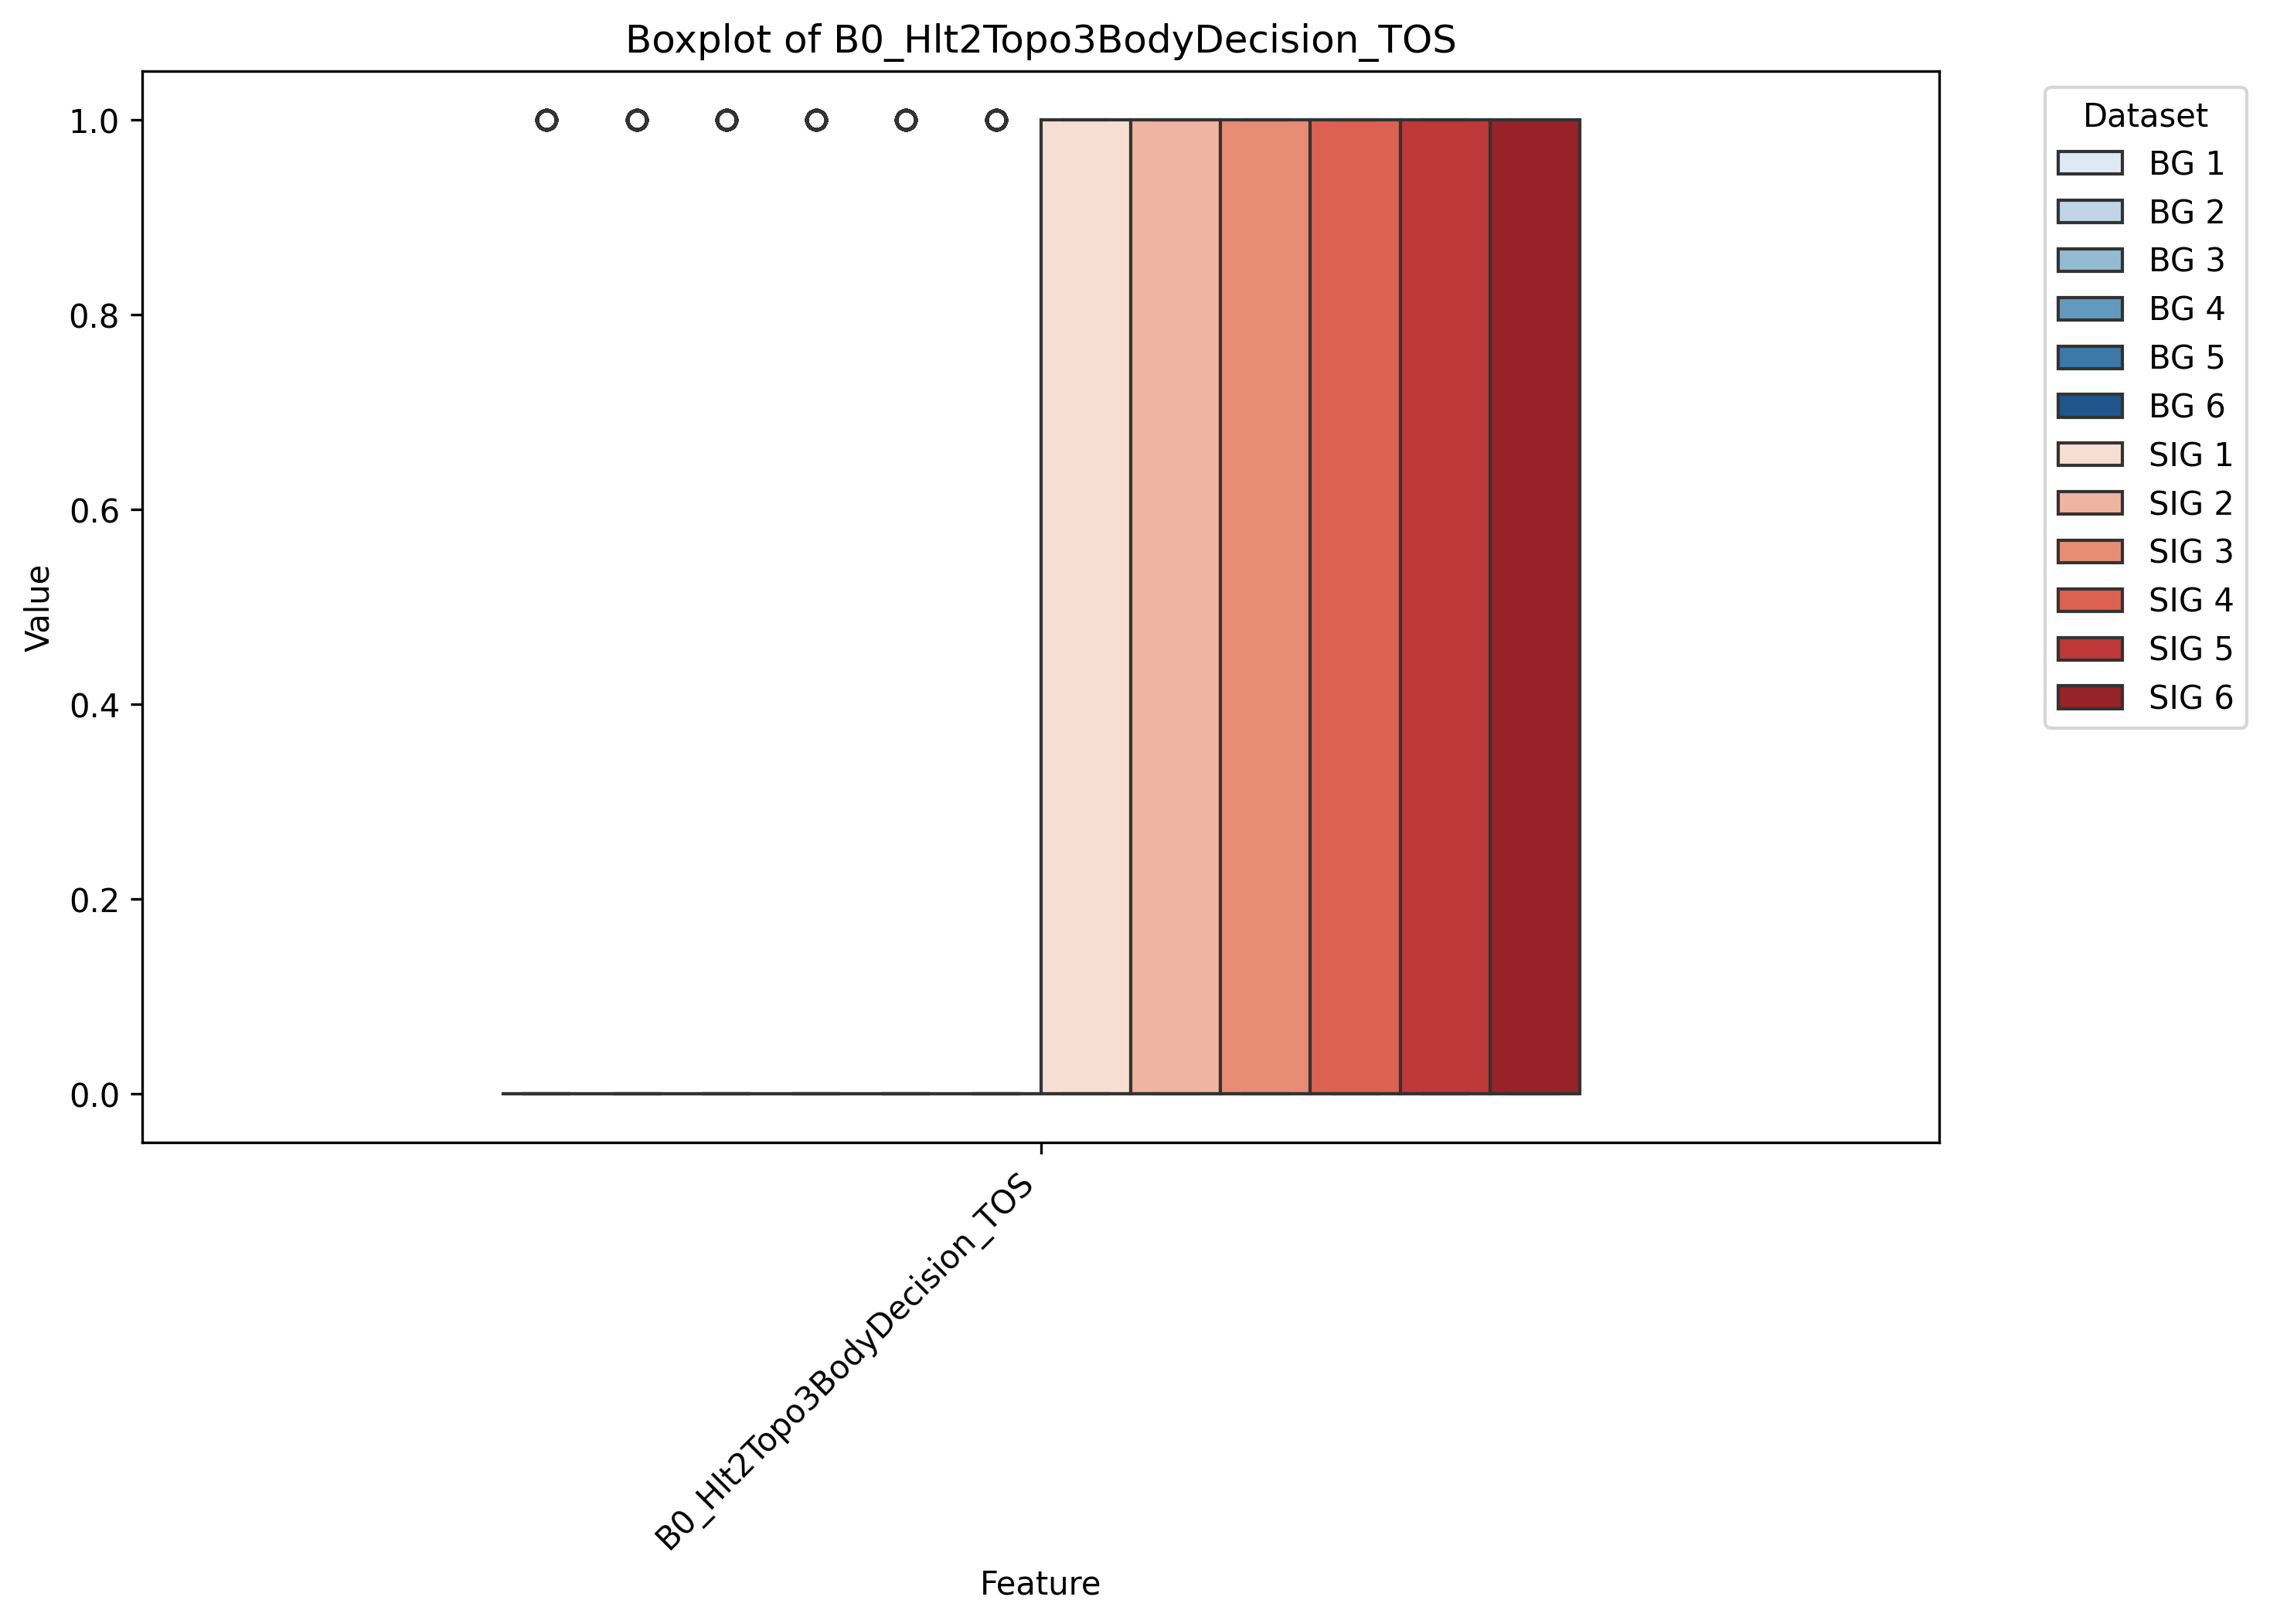 Boxplot of B0_Hlt2Topo3BodyDecision_TOS
Value
1.0
0.8
0.6
0.4
0.2
0.0
B0_Hlt2Topo3BodyDecision_TOS
Feature
Dataset
BG 1
BG 2
BG 3
BG 4
BG 5
BG 6
SIG 1
SIG 2
SIG 3
SIG 4
SIG 5
SIG 6